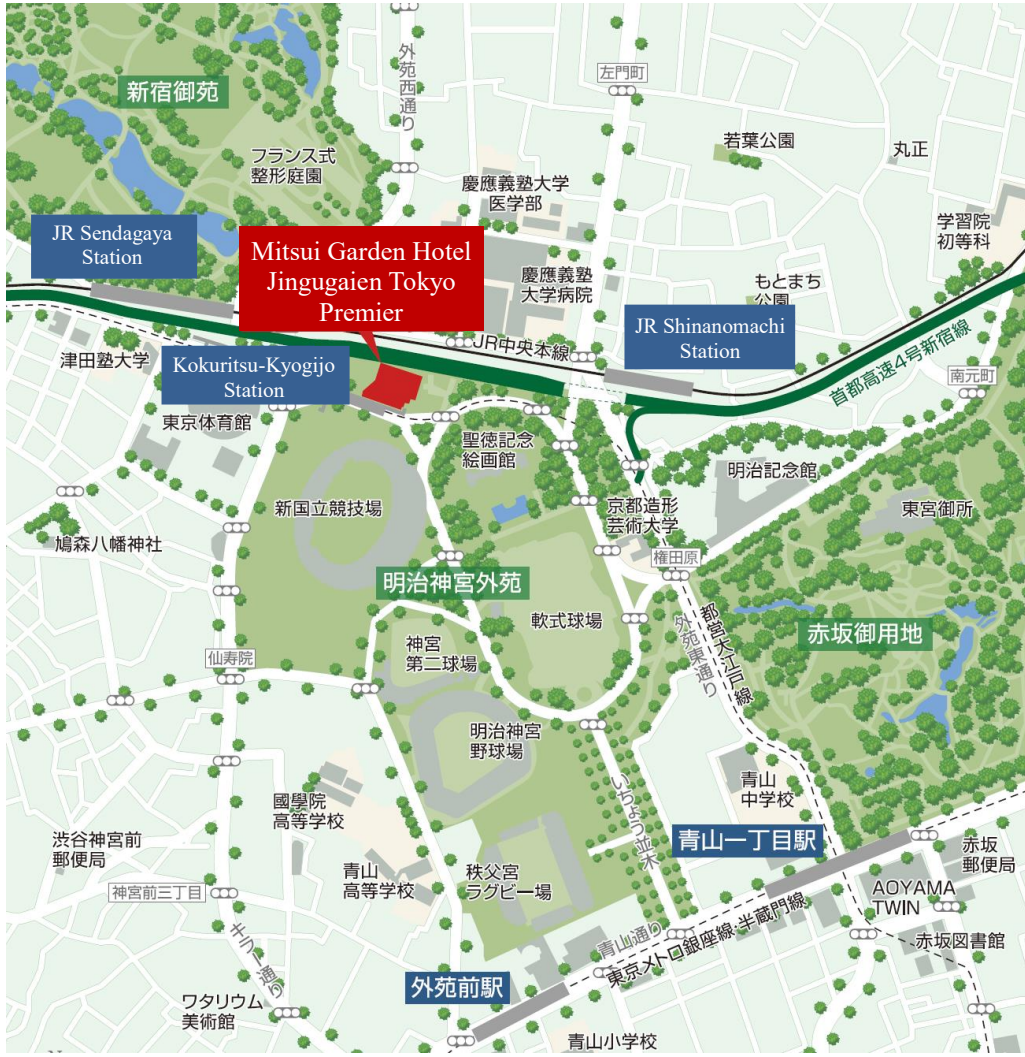 外苑西通り
左門町
新宿御苑
若葉公園
丸正
フランス式
整形庭園
慶應義塾大学
医学部
学習院
初等科
JR Sendagaya
Station
Mitsui Garden Hotel
Jingugaien Tokyo
Premier
慶應義塾
大学病院
もとまち
公園
JR Shinanomachi
Station
JR中央本線
首都高速4号新宿線
津田塾大学
Kokuritsu-Kyogijo
Station
南元町
東京体育館
聖徳記念
絵画館
明治記念館
新国立競技場
京都造形
芸術大学
東宮御所
鳩森八幡神社
権田原
明治神宮外苑
軟式球場
都営大江戸線
外苑東通り
赤坂御用地
仙寿院
神宮
第二球場
明治神宮
野球場
いちょう並木
青山
中学校
國學院
高等学校
青山一丁目駅
渋谷神宮前
郵便局
青山
高等学校
秩父宮
ラグビー場
赤坂
郵便局
神宮前三丁目
AOYAMA
TWIN
キラー通り
青山通り
東京メトロ銀座線・半蔵門線
赤坂図書館
外苑前駅
ワタリウム
美術館
青山小学校